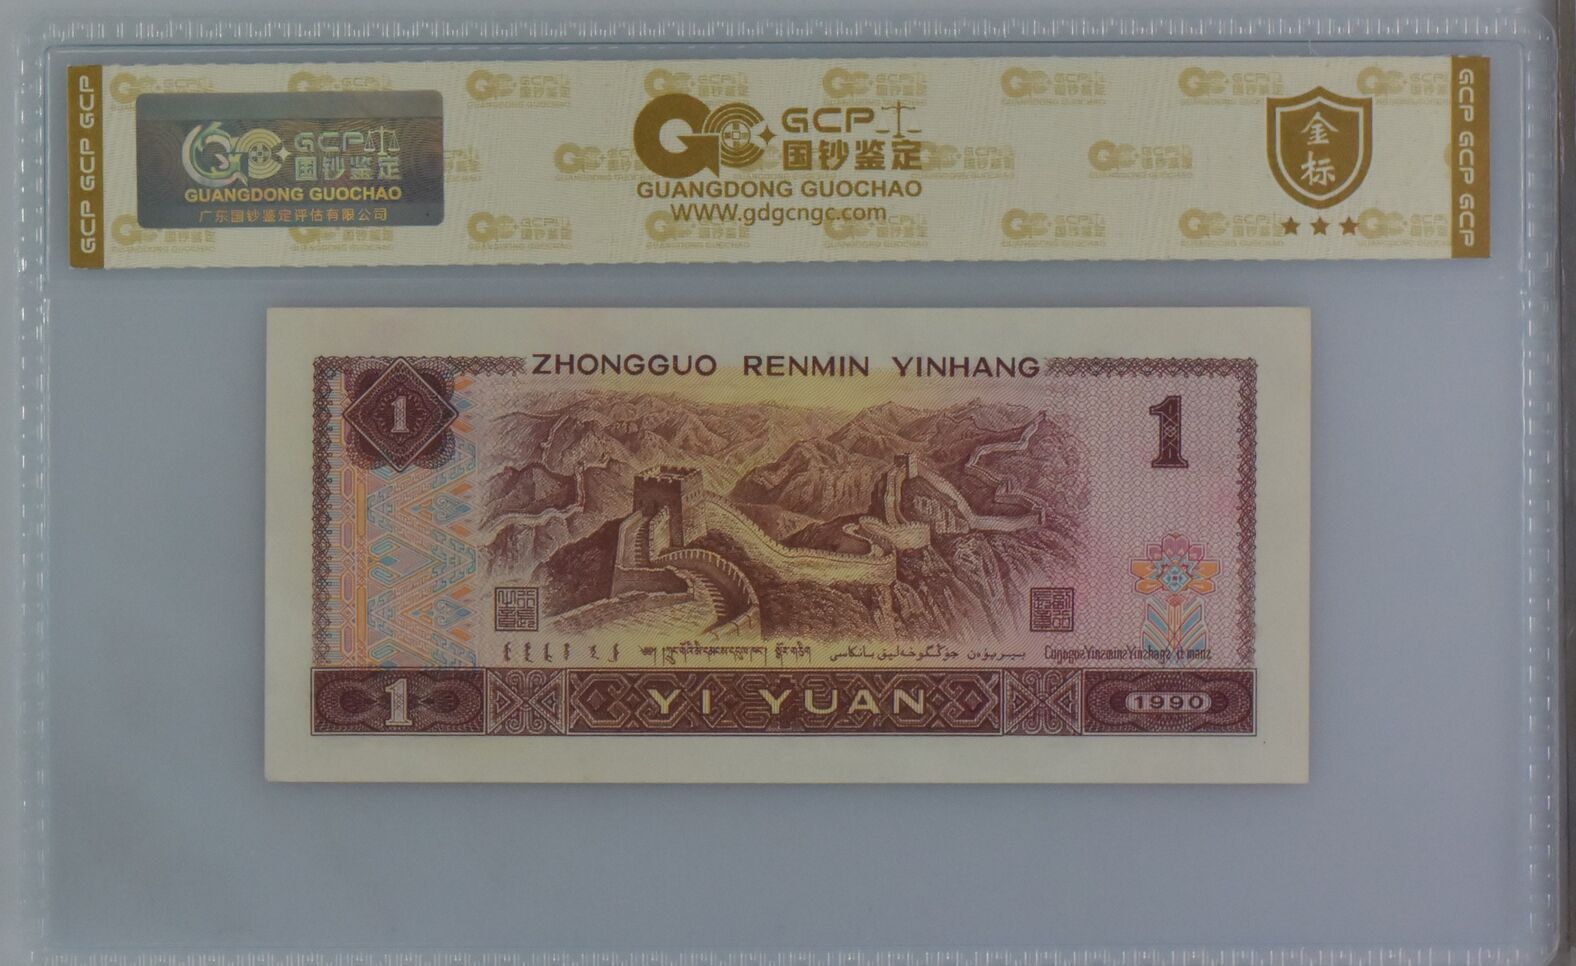 GCP GCP GCP
GCP
国钞鉴定
GUANGDONG GUOCHAO
广东国钞鉴定评估有限公司
GCP
国钞鉴定
GUANGDONG GUOCHAO
WWW.gdgcngc.com
金标
GCP GCP GCP
ZHONGGUO RENMIN YINHANG
1
1
1
YI YUAN
1990